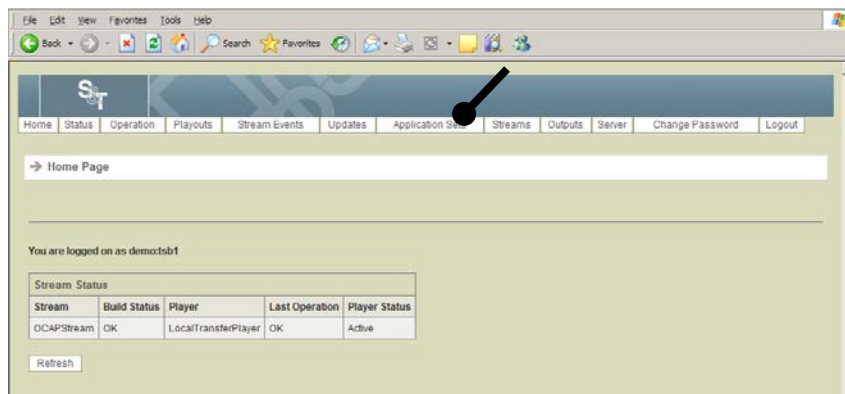 File Edit View Favorites Tools Help
Back Search Favorites
S&T
Home Status Operation Playouts Stream Events Updates Application Sets Streams Outputs Server Change Password Logout
Home Page
You are logged on as demo:tsb1
Stream Status
Stream Build Status Player Last Operation Player Status
OCAPStream OK LocalTransferPlayer OK Active
Refresh